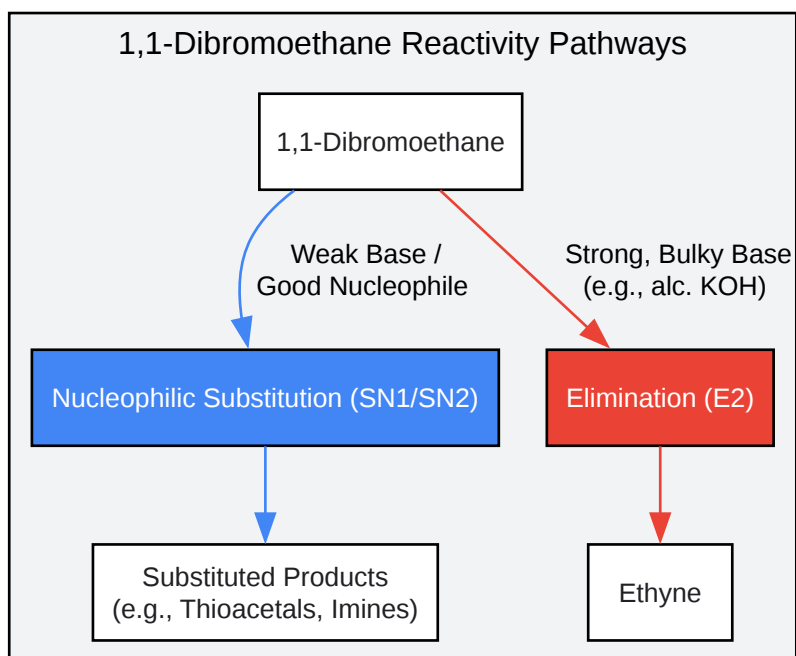 1,1-Dibromoethane Reactivity Pathways
1,1-Dibromoethane
Weak Base /
Good Nucleophile
Strong, Bulky Base
(e.g., alc. KOH)
Nucleophilic Substitution (SN1/SN2)
Elimination (E2)
Substituted Products
(e.g., Thioacetals, Imines)
Ethyne